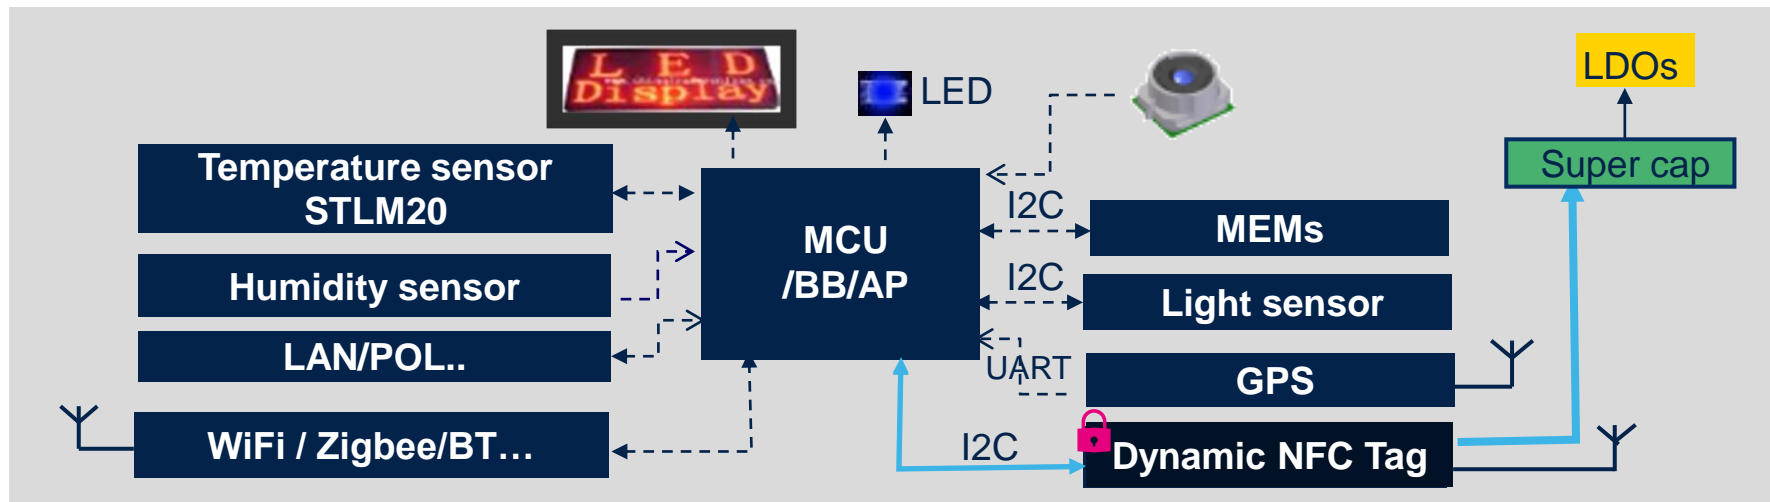 L E D
Display
LED
LDOs
Super cap
Temperature sensor
STLM20
Humidity sensor
LAN/POL..
WiFi / Zigbee/BT...
MCU
/BB/AP
I2C
MEMs
I2C
Light sensor
UART
GPS
I2C
Dynamic NFC Tag